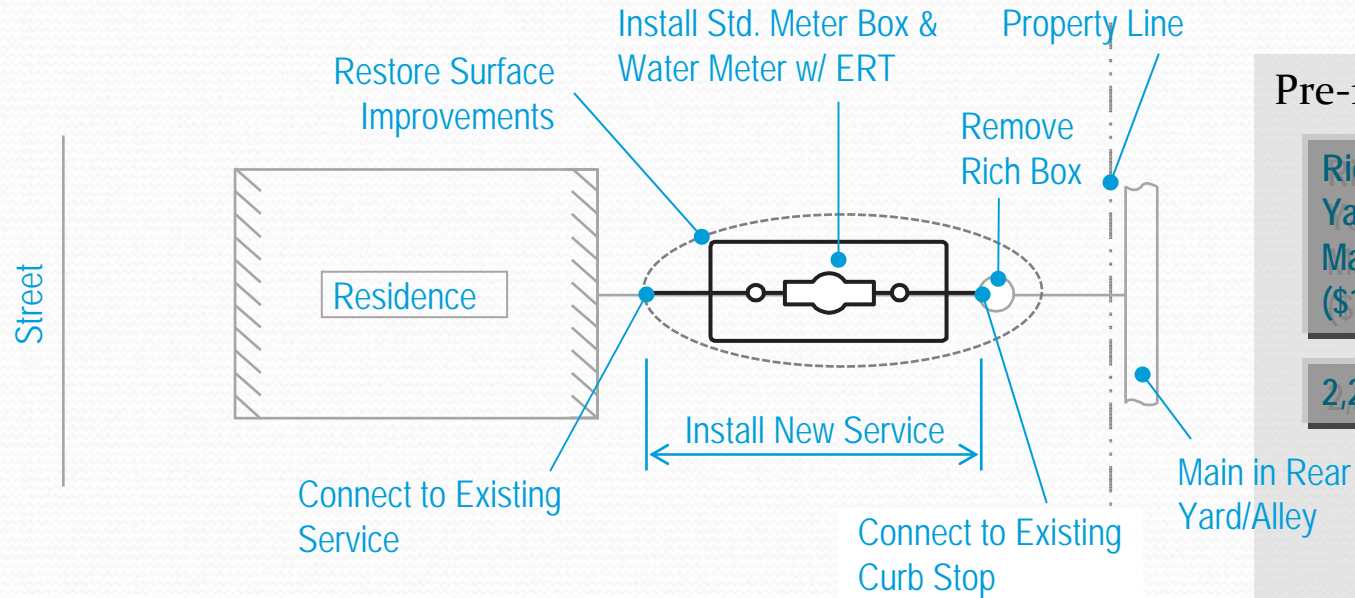 Install Std. Meter Box &
Water Meter w/ ERT
Property Line
Restore Surface
Improvements
Remove
Rich Box
Street
Residence
Install New Service
Connect to Existing
Service
Connect to Existing
Curb Stop
Main in Rear
Yard/Alley